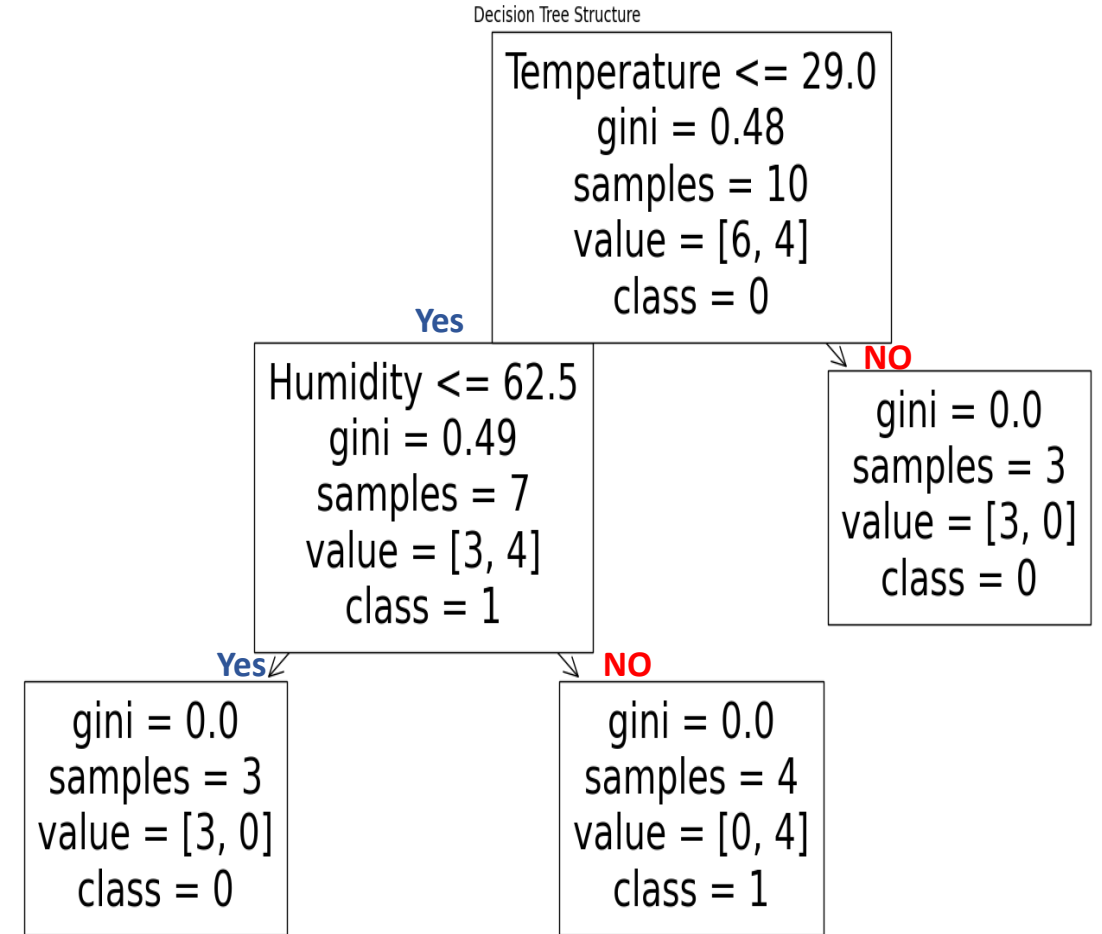 Decision Tree Structure
Temperature <= 29.0
gini = 0.48
samples = 10
value = [6, 4]
class = 0
Yes
NO
Humidity <= 62.5
gini = 0.49
samples = 7
value = [3, 4]
class = 1
gini = 0.0
samples = 3
value = [3, 0]
class = 0
Yes
NO
gini = 0.0
samples = 3
value = [3, 0]
class = 0
gini = 0.0
samples = 4
value = [0, 4]
class = 1